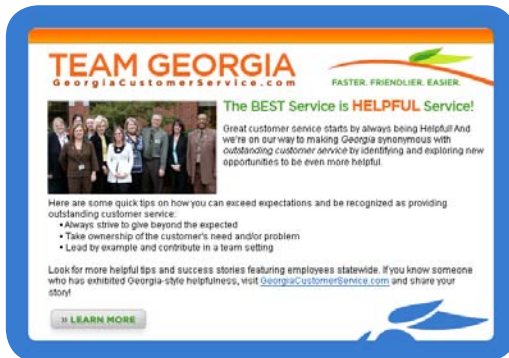 TEAM GEORGIA
GeorgiaCustomerService.com
FASTER. FRIENDLIER. EASIER.
The BEST Service is HELPFUL Service!
Great customer service starts by always being Helpful! And
we're on our way to making Georgia synonymous with
outstanding customer service by identifying and exploring new
opportunities to be even more helpful.
Here are some quick tips on how you can exceed expectations and be recognized as providing
outstanding customer service:
• Always strive to give beyond the expected
• Take ownership of the customer's need and/or problem
• Lead by example and contribute in a team setting
Look for more helpful tips and success stories featuring employees statewide. If you know someone
who has exhibited Georgia-style helpfulness, visit GeorgiaCustomerService.com and share your
story!
» LEARN MORE